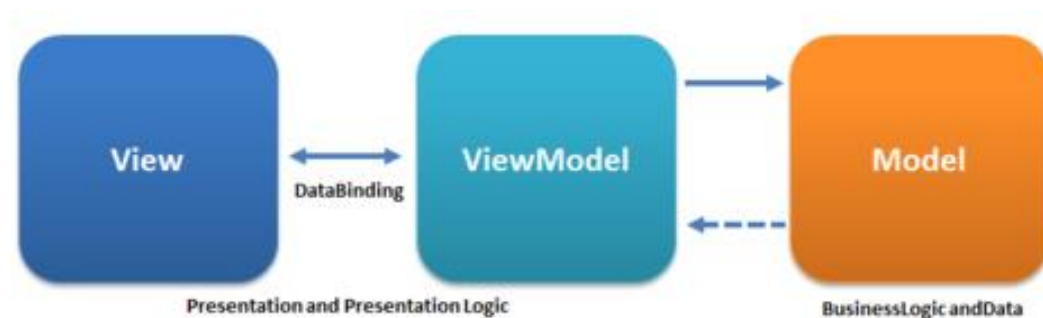 View
ViewModel
Model
DataBinding
Presentation and Presentation Logic
BusinessLogic andData